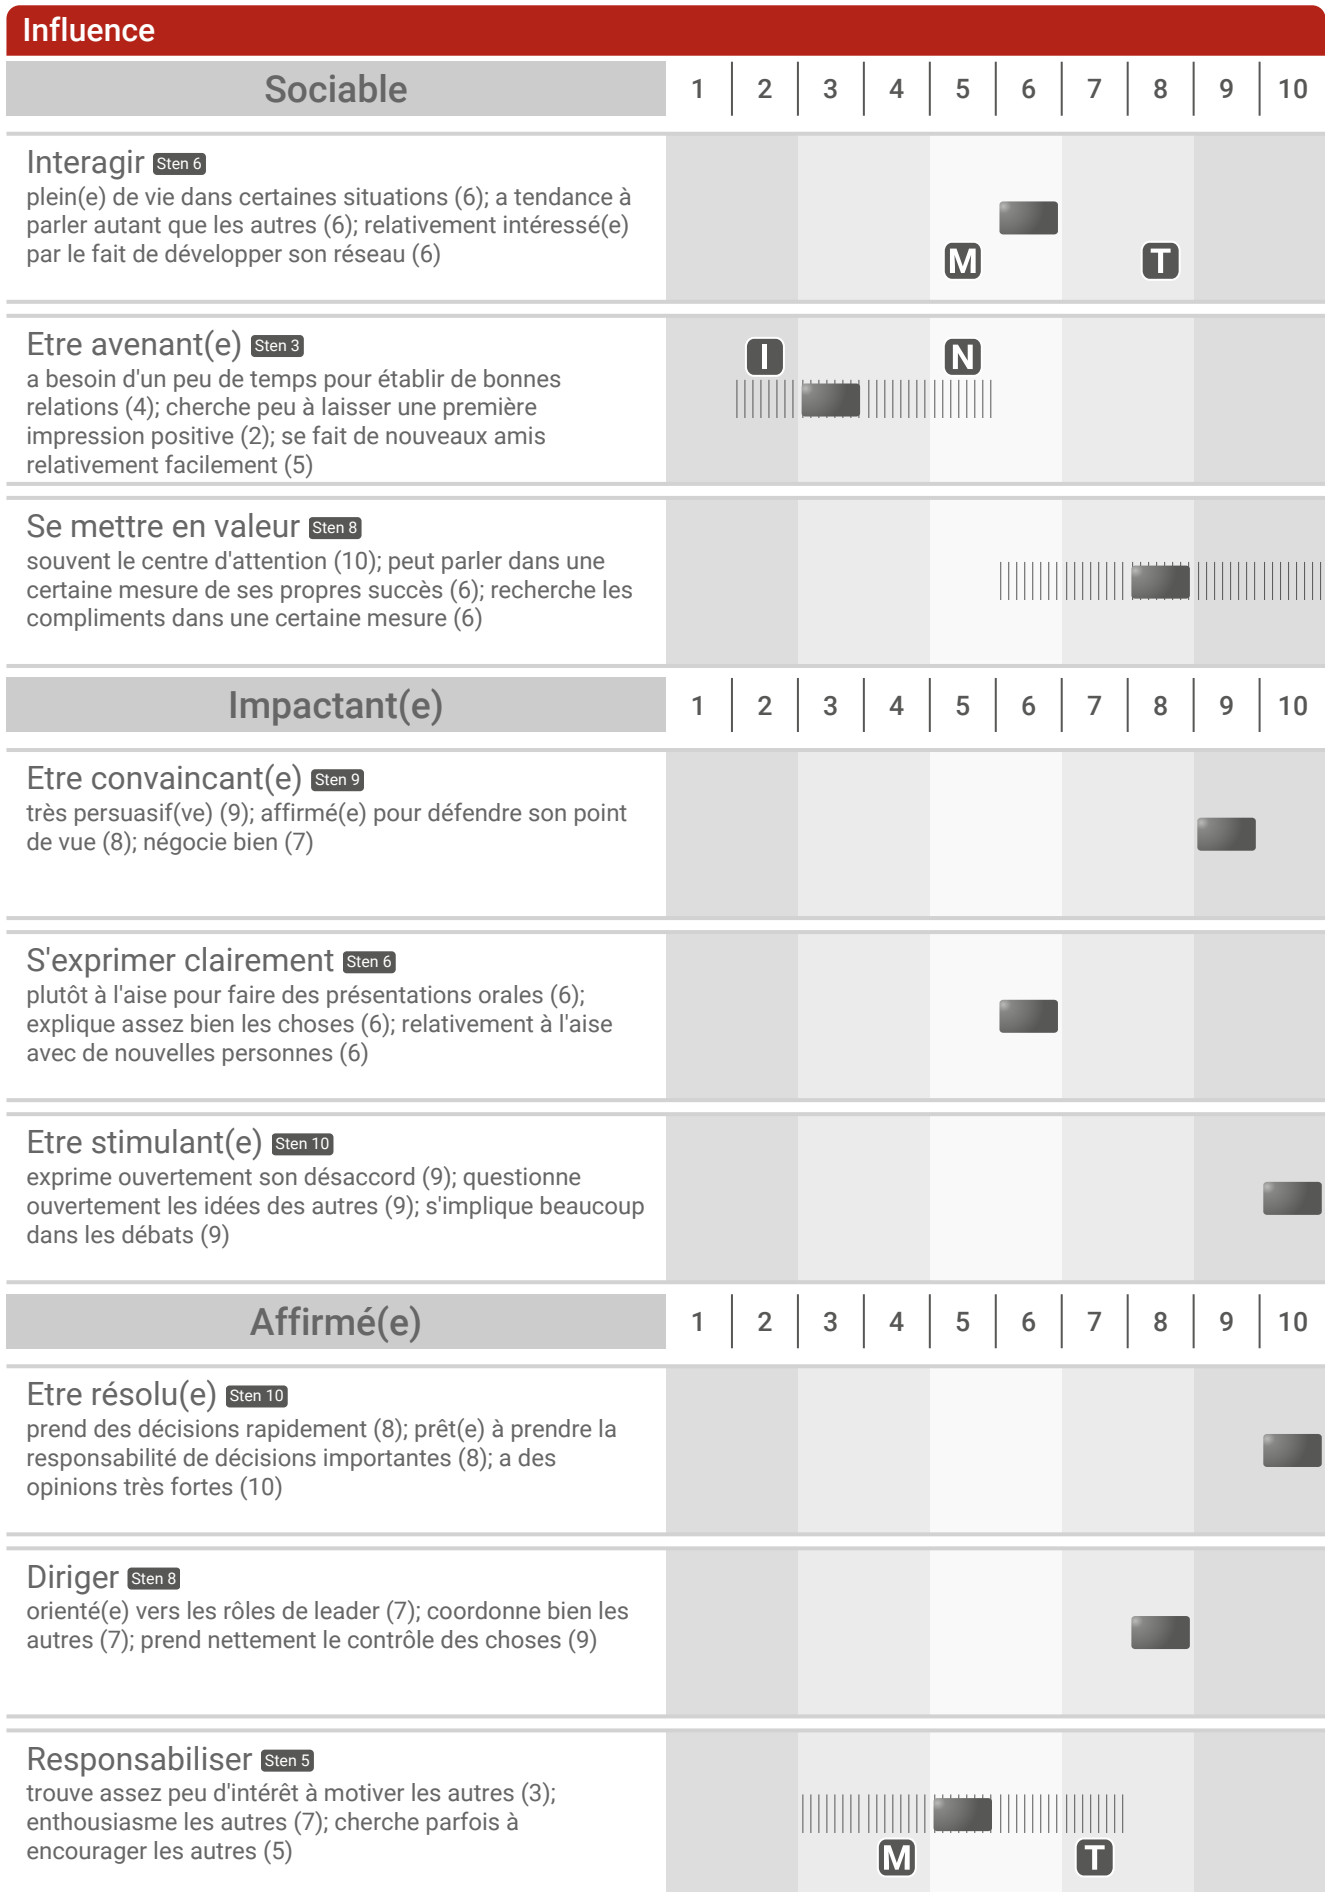 Influence
Sociable 1 2 3 4 5 6 7 8 9 10
Interagir Sten 6
plein(e) de vie dans certaines situations (6); a tendance à
parler autant que les autres (6); relativement intéressé(e)
par le fait de développer son réseau (6)
M T
Etre avenant(e) Sten 3
I N
a besoin d'un peu de temps pour établir de bonnes
relations (4); cherche peu à laisser une première
impression positive (2); se fait de nouveaux amis
relativement facilement (5)
Se mettre en valeur Sten 8
souvent le centre d'attention (10); peut parler dans une
certaine mesure de ses propres succès (6); recherche les
compliments dans une certaine mesure (6)
Impactant(e) 1 2 3 4 5 6 7 8 9 10
Etre convaincant(e) Sten 9
très persuasif(ve) (9); affirmé(e) pour défendre son point
de vue (8); négocie bien (7)
S'exprimer clairement Sten 6
plutôt à l'aise pour faire des présentations orales (6);
explique assez bien les choses (6); relativement à l'aise
avec de nouvelles personnes (6)
Etre stimulant(e) Sten 10
exprime ouvertement son désaccord (9); questionne
ouvertement les idées des autres (9); s'implique beaucoup
dans les débats (9)
Affirmé(e) 1 2 3 4 5 6 7 8 9 10
Etre résolu(e) Sten 10
prend des décisions rapidement (8); prêt(e) à prendre la
responsabilité de décisions importantes (8); a des
opinions très fortes (10)
Diriger Sten 8
orienté(e) vers les rôles de leader (7); coordonne bien les
autres (7); prend nettement le contrôle des choses (9)
Responsabiliser Sten 5
trouve assez peu d'intérêt à motiver les autres (3);
enthousiasme les autres (7); cherche parfois à
encourager les autres (5)
M T